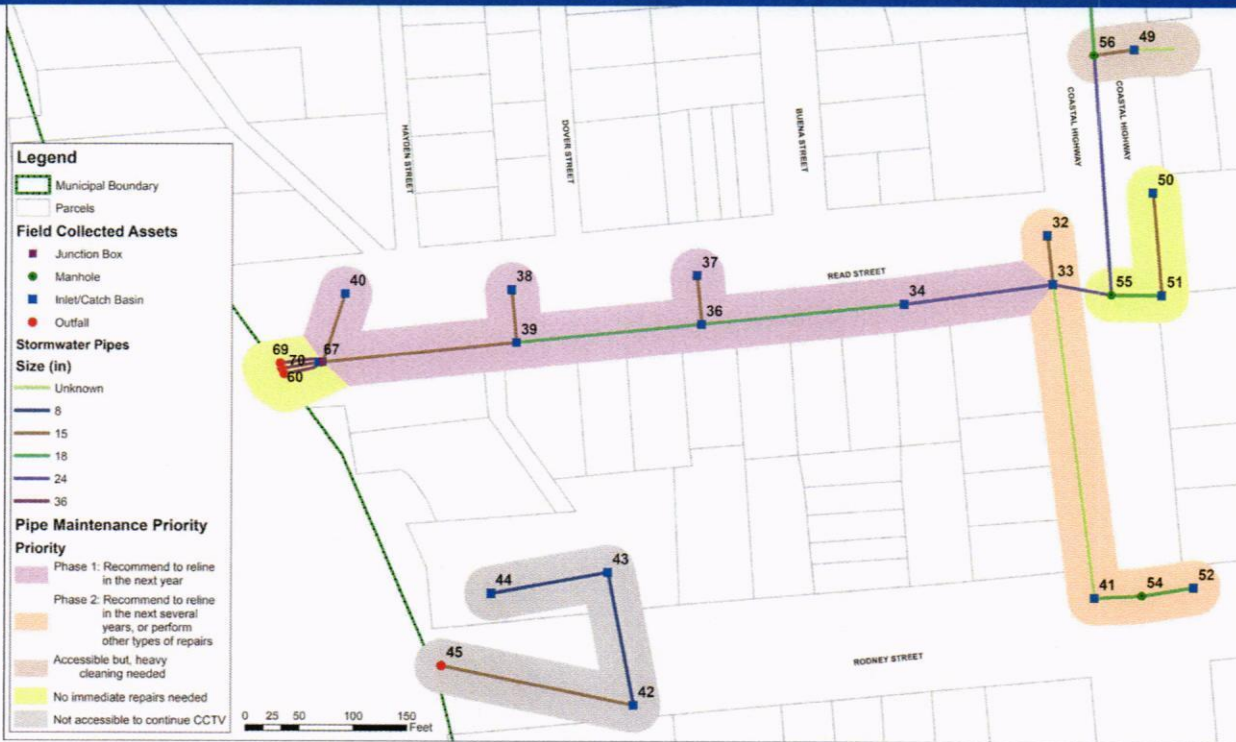 56
49
COASTAL HIGHWAY
COASTAL HIGHWAY
HAYDEN STREET
DOVER STREET
BUENA STREET
50
32
33
55
51
READ STREET
40
38
37
34
36
39
69
70
67
60
44
43
41
54
52
45
42
RODNEY STREET
Legend
Municipal Boundary
Parcels
Field Collected Assets
Junction Box
Manhole
Inlet/Catch Basin
Outfall
Stormwater Pipes
Size (in)
Unknown
8
15
18
24
36
Pipe Maintenance Priority
Priority
Phase 1: Recommend to reline
in the next year
Phase 2: Recommend to reline
in the next several
years, or perform
other types of repairs
Accessible but, heavy
cleaning needed
No immediate repairs needed
Not accessible to continue CCTV
0 25 50 100 150
Feet